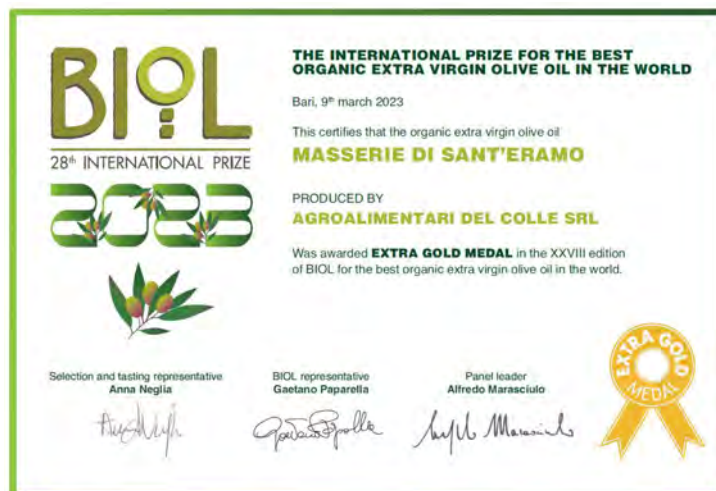 BIOL
28th INTERNATIONAL PRIZE
2023
THE INTERNATIONAL PRIZE FOR THE BEST
ORGANIC EXTRA VIRGIN OLIVE OIL IN THE WORLD
Bari, 9th march 2023
This certifies that the organic extra virgin olive oil
MASSERIE DI SANT'ERAMO
PRODUCED BY
AGROALIMENTARI DEL COLLE SRL
Was awarded EXTRA GOLD MEDAL in the XXVIII edition
of BIOL for the best organic extra virgin olive oil in the world.
Selection and tasting representative
Anna Neglia
BIOL representative
Gaetano Paparella
Panel leader
Alfredo Marasciulo
EXTRA GOLD
MEDAL